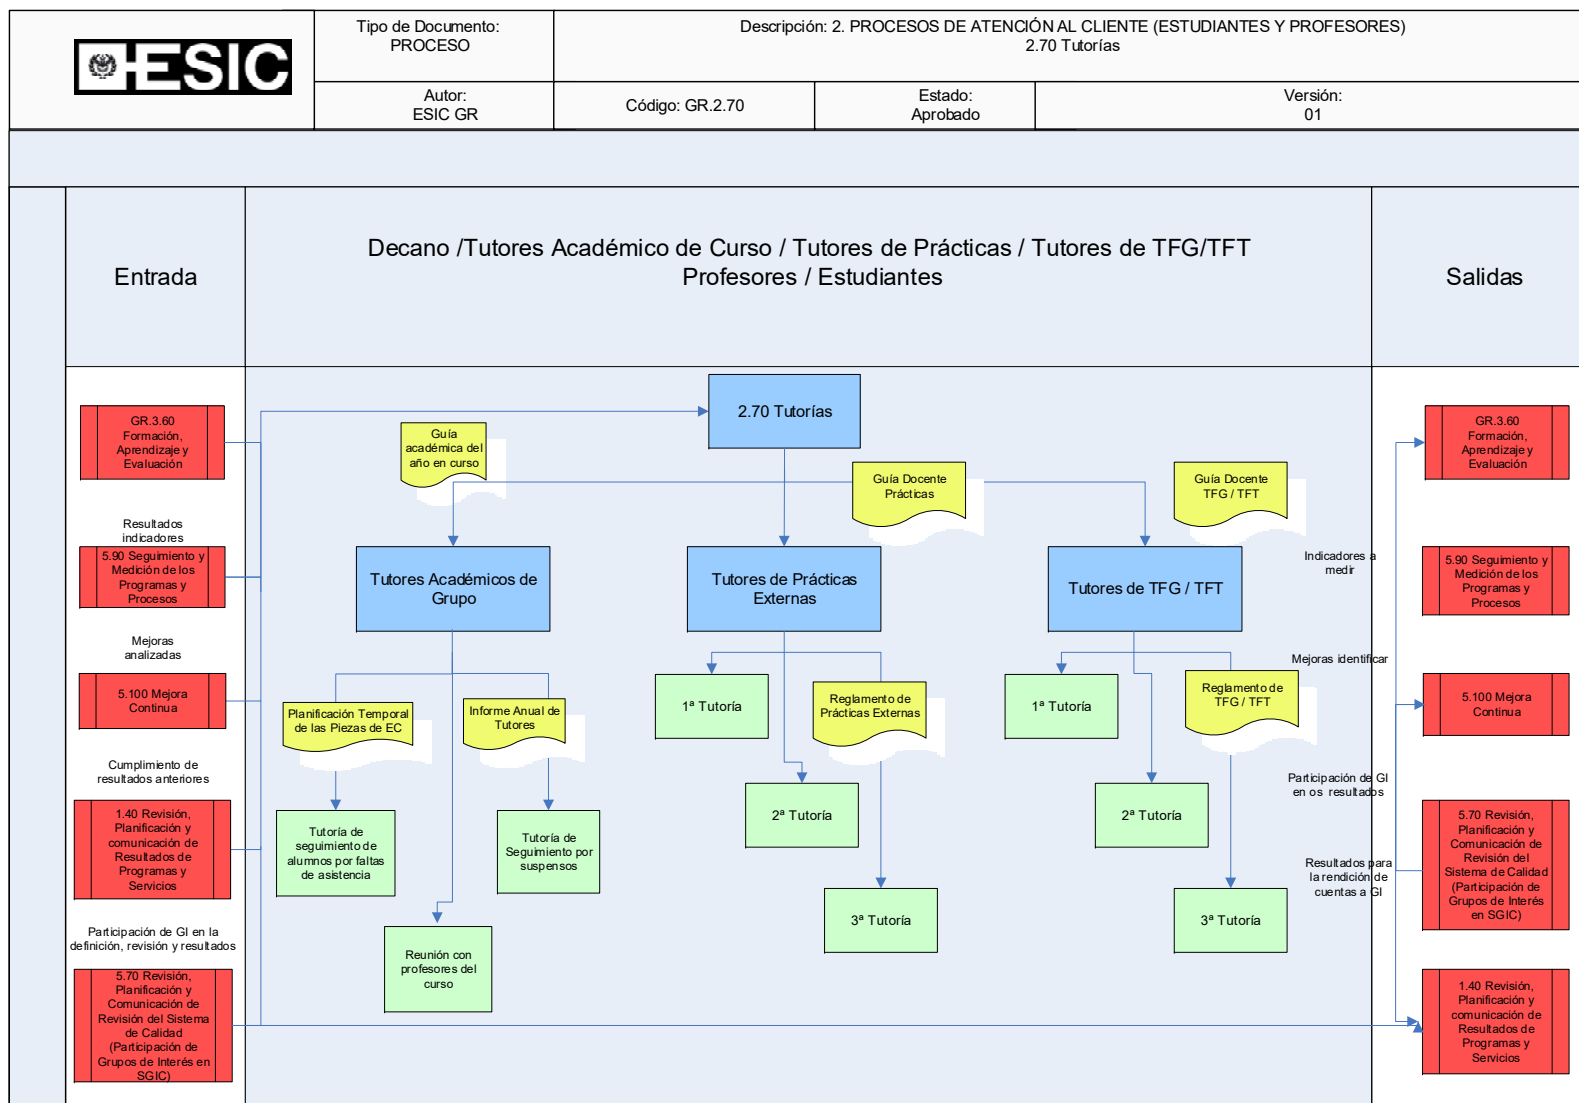 ESIC
Tipo de Documento:
PROCESO
Descripción: 2. PROCESOS DE ATENCIÓN AL CLIENTE (ESTUDIANTES Y PROFESORES)
2.70 Tutorías
Autor:
ESIC GR
Código: GR.2.70
Estado:
Aprobado
Versión:
01
Entrada
Decano /Tutores Académico de Curso / Tutores de Prácticas / Tutores de TFG/TFT
Profesores / Estudiantes
Salidas
GR.3.60
Formación,
Aprendizaje y
Evaluación
Resultados
indicadores
5.90 Seguimiento y
Medición de los
Programas y
Procesos
Mejoras
analizadas
5.100 Mejora
Continua
Cumplimiento de
resultados anteriores
1.40 Revisión,
Planificación y
comunicación de
Resultados de
Programas y
Servicios
Participación de GI en la
definición, revisión y resultados
5.70 Revisión,
Planificación y
Comunicación de
Revisión del Sistema
de Calidad
(Participación de
Grupos de Interés en
SGIC)
2.70 Tutorías
Guía
académica del
año en curso
Guía Docente
Prácticas
Guía Docente
TFG / TFT
Tutores Académicos de
Grupo
Tutores de Prácticas
Externas
Tutores de TFG / TFT
Planificación Temporal
de las Piezas de EC
Informe Anual de
Tutores
1ª Tutoría
Reglamento de
Prácticas Externas
1ª Tutoría
Reglamento de
TFG / TFT
Tutoría de
seguimiento de
alumnos por faltas
de asistencia
Tutoría de
Seguimiento por
suspensos
2ª Tutoría
2ª Tutoría
Reunión con
profesores del
curso
3ª Tutoría
3ª Tutoría
Indicadores a
medir
Mejoras identificar
Participación de GI
en os resultados
Resultados para
la rendición de
cuentas a GI
GR.3.60
Formación,
Aprendizaje y
Evaluación
5.90 Seguimiento y
Medición de los
Programas y
Procesos
5.100 Mejora
Continua
5.70 Revisión,
Planificación y
Comunicación de
Revisión del
Sistema de Calidad
(Participación de
Grupos de Interés
en SGIC)
1.40 Revisión,
Planificación y
comunicación de
Resultados de
Programas y
Servicios